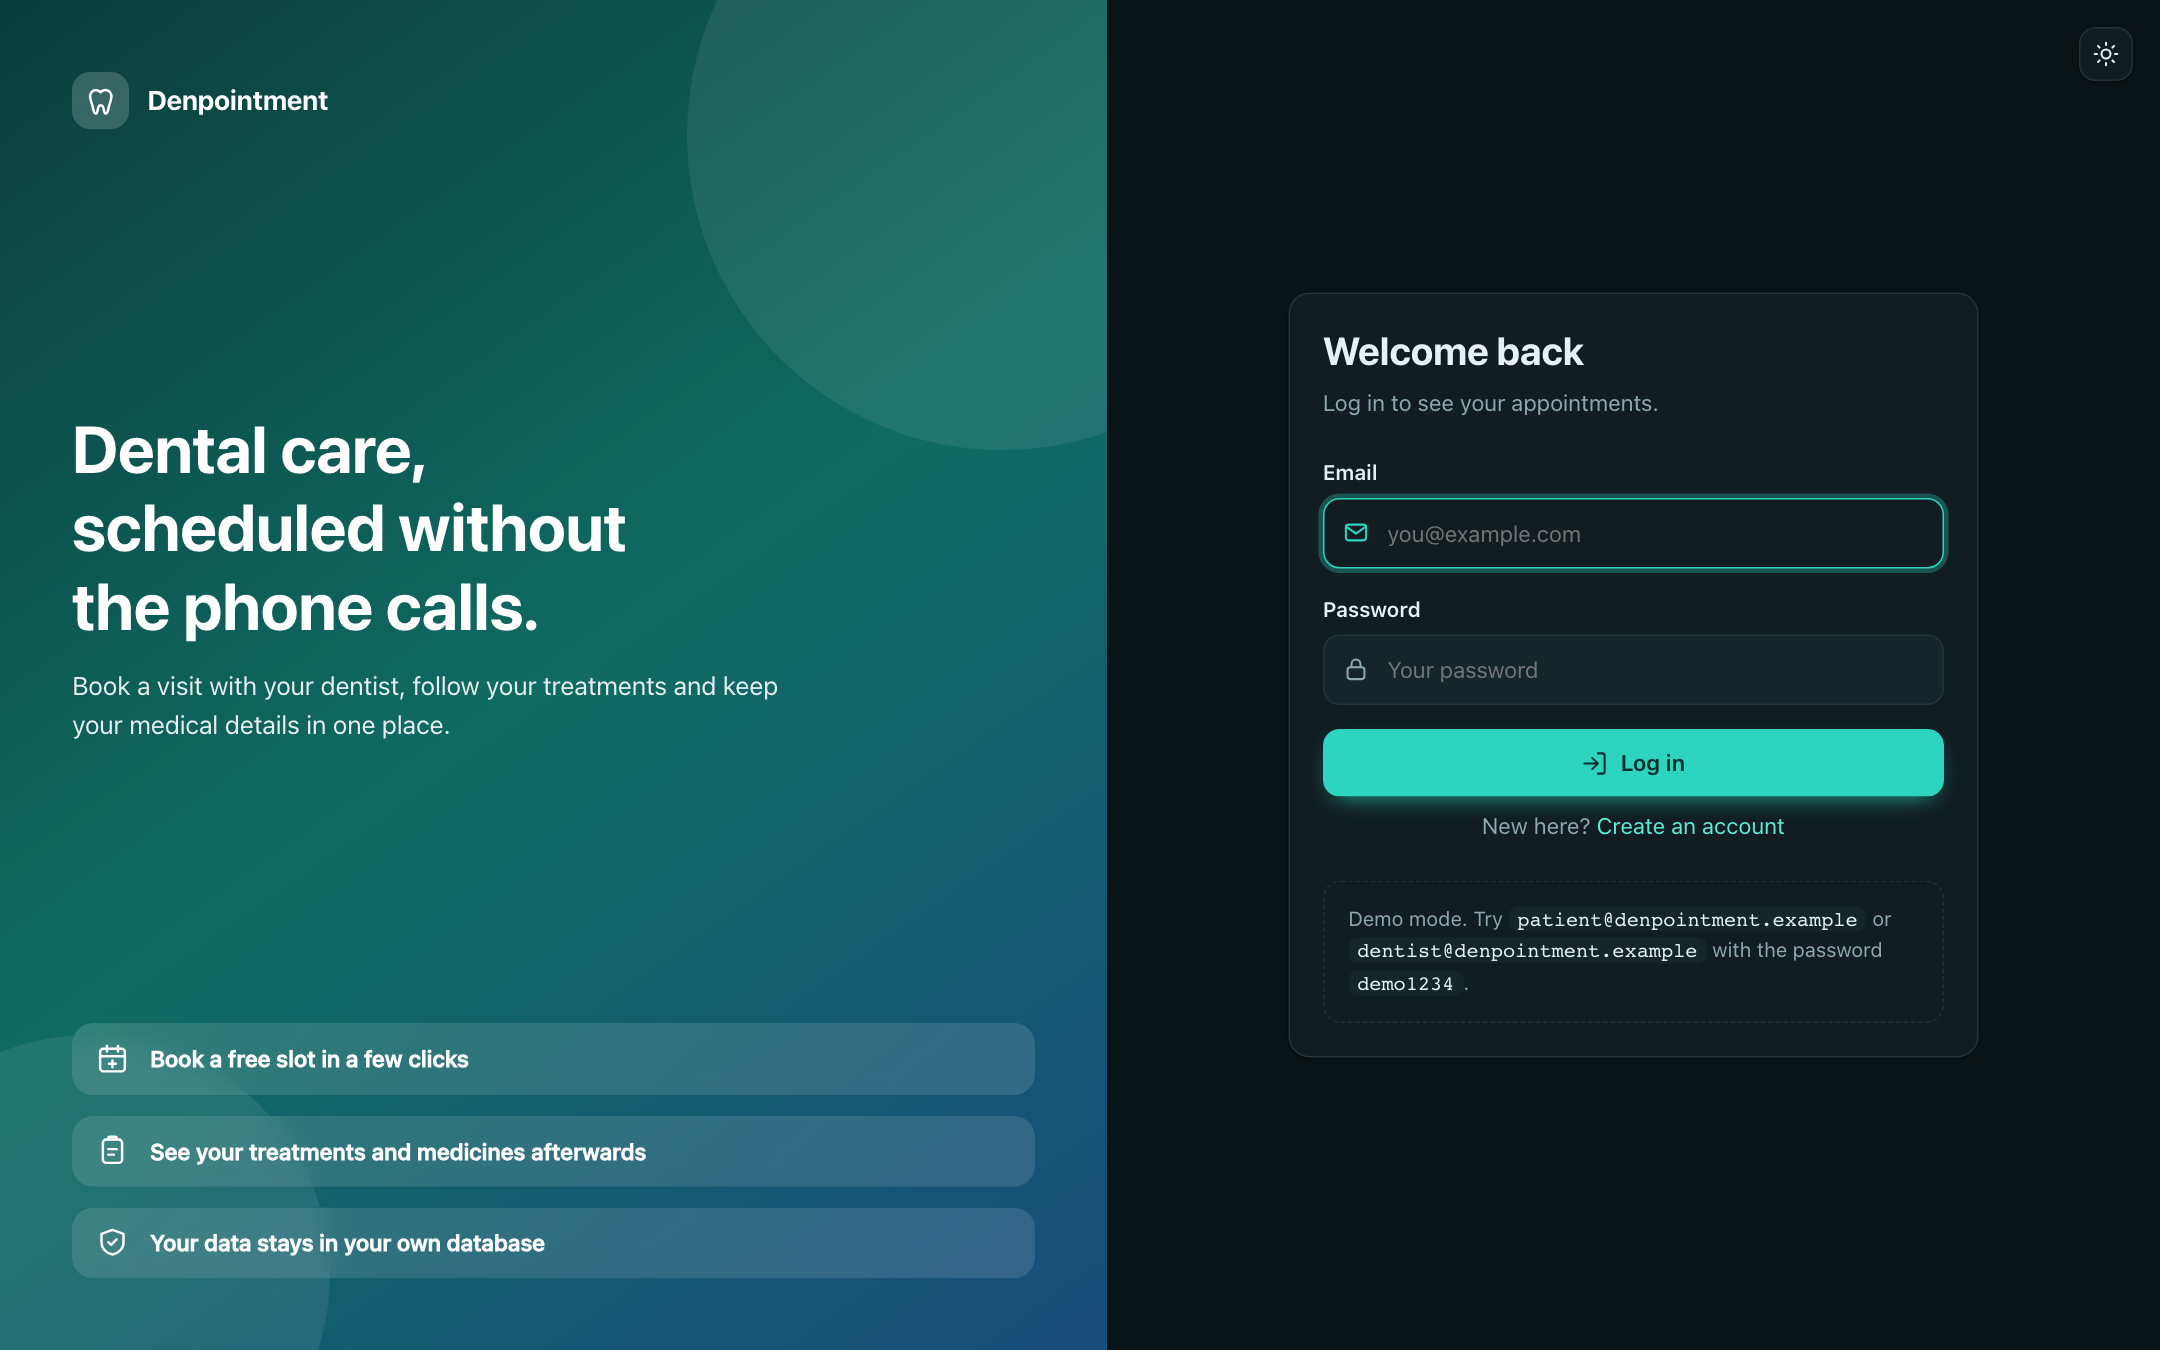 Denpointment
Dental care,
scheduled without
the phone calls.
Book a visit with your dentist, follow your treatments and keep
your medical details in one place.
Book a free slot in a few clicks
See your treatments and medicines afterwards
Your data stays in your own database
Welcome back
Log in to see your appointments.
Email
you@example.com
Password
Your password
Log in
New here? Create an account
Demo mode. Try patient@denpointment.example or
dentist@denpointment.example with the password
demo1234.